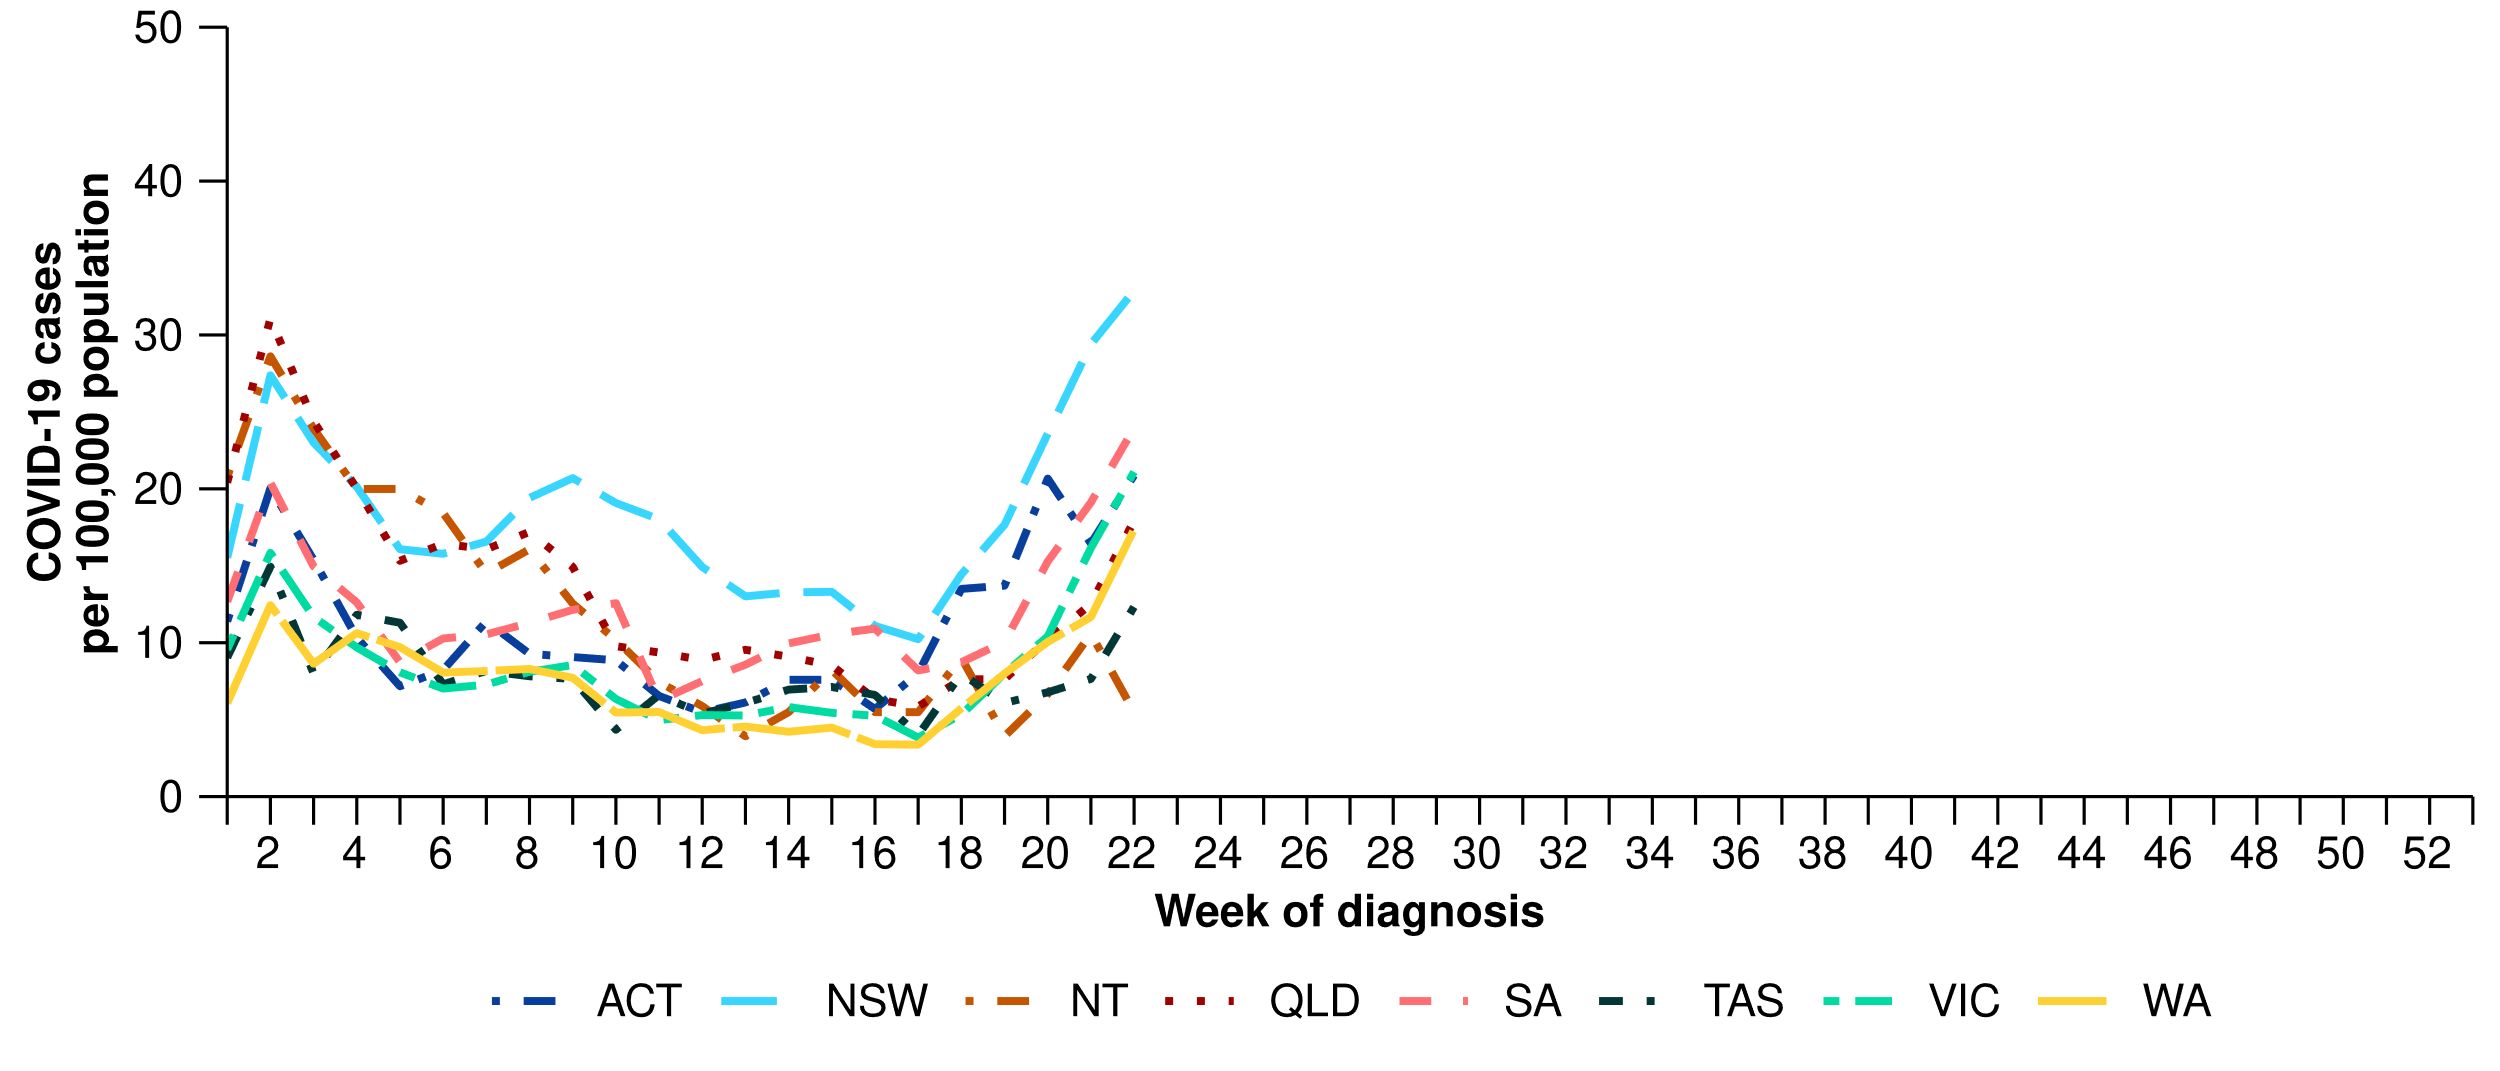 COVID-19 cases
per 100,000 population
50
40
30
20
10
0
2 4 6 8 10 12 14 16 18 20 22 24 26 28 30 32 34 36 38 40 42 44 46 48 50 52
Week of diagnosis
ACT NSW NT QLD SA TAS VIC WA